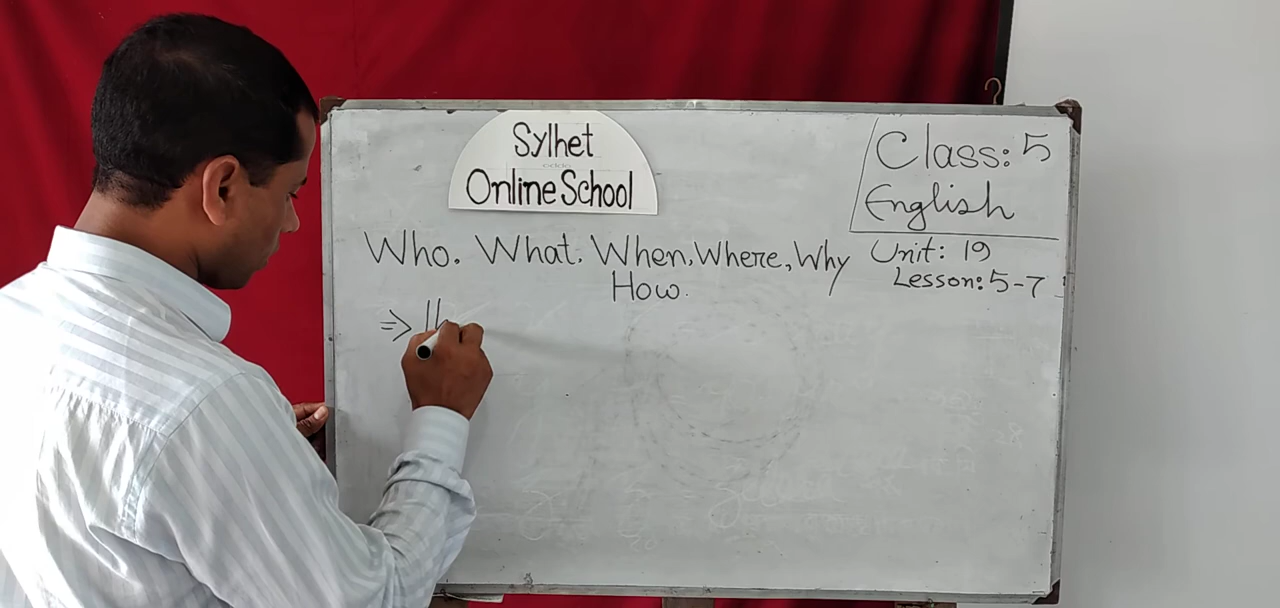 Sylhet
Online School
Class: 5
English
Who. What. When, Where, Why
How.
Unit: 19
Lesson: 5-7
=>